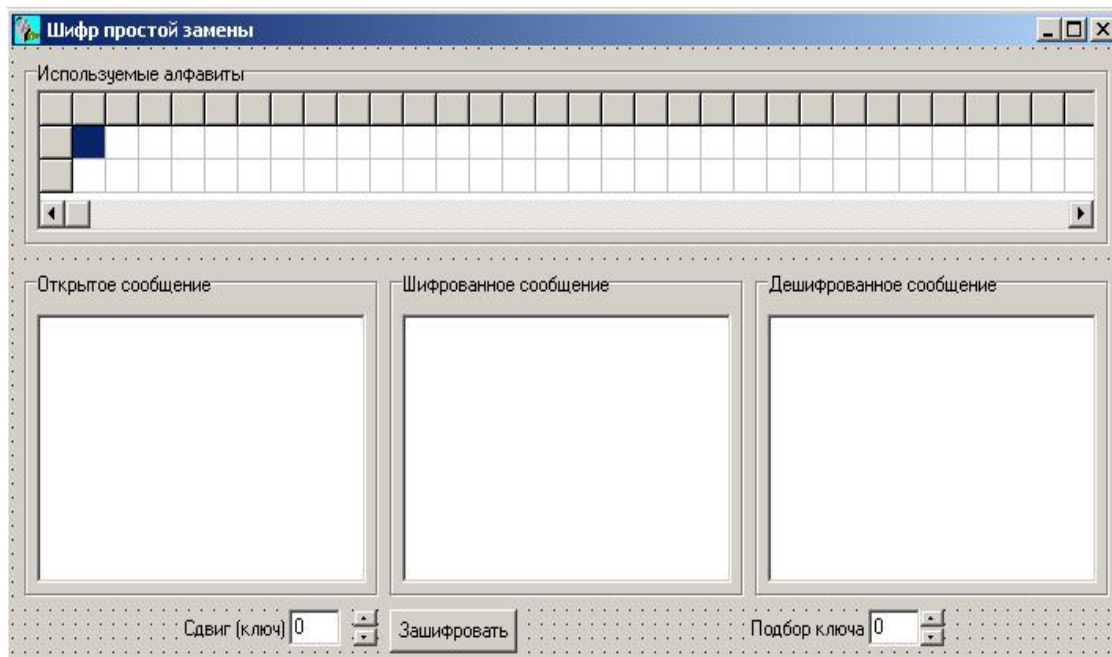 Шифр простой замены
Используемые алфавиты
Открытое сообщение
Шифрованное сообщение
Дешифрованное сообщение
Сдвиг (ключ) 0
Зашифровать
Подбор ключа 0